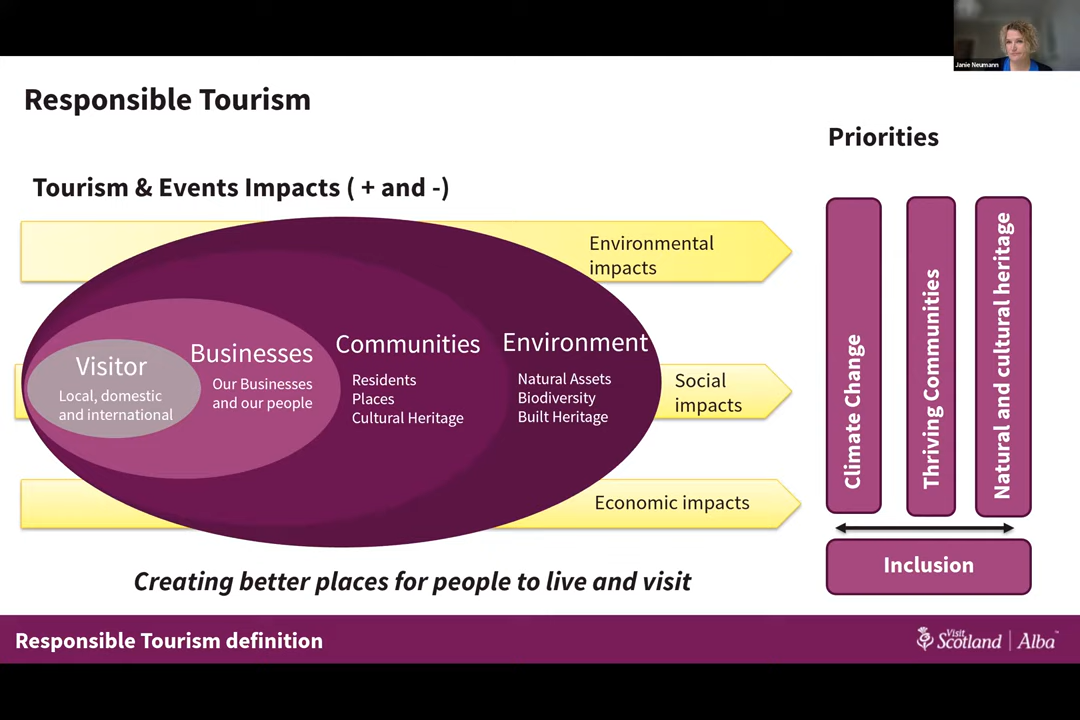 Janie Neumann
Responsible Tourism
Priorities
Tourism & Events Impacts ( + and -)
Environmental
impacts
Visitor
Local, domestic
and international
Businesses
Our Businesses
and our people
Communities
Residents
Places
Cultural Heritage
Environment
Natural Assets
Biodiversity
Built Heritage
Social
impacts
Economic impacts
Climate Change
Thriving Communities
Natural and cultural heritage
Inclusion
Creating better places for people to live and visit
Responsible Tourism definition
Visit
Scotland | Alba™